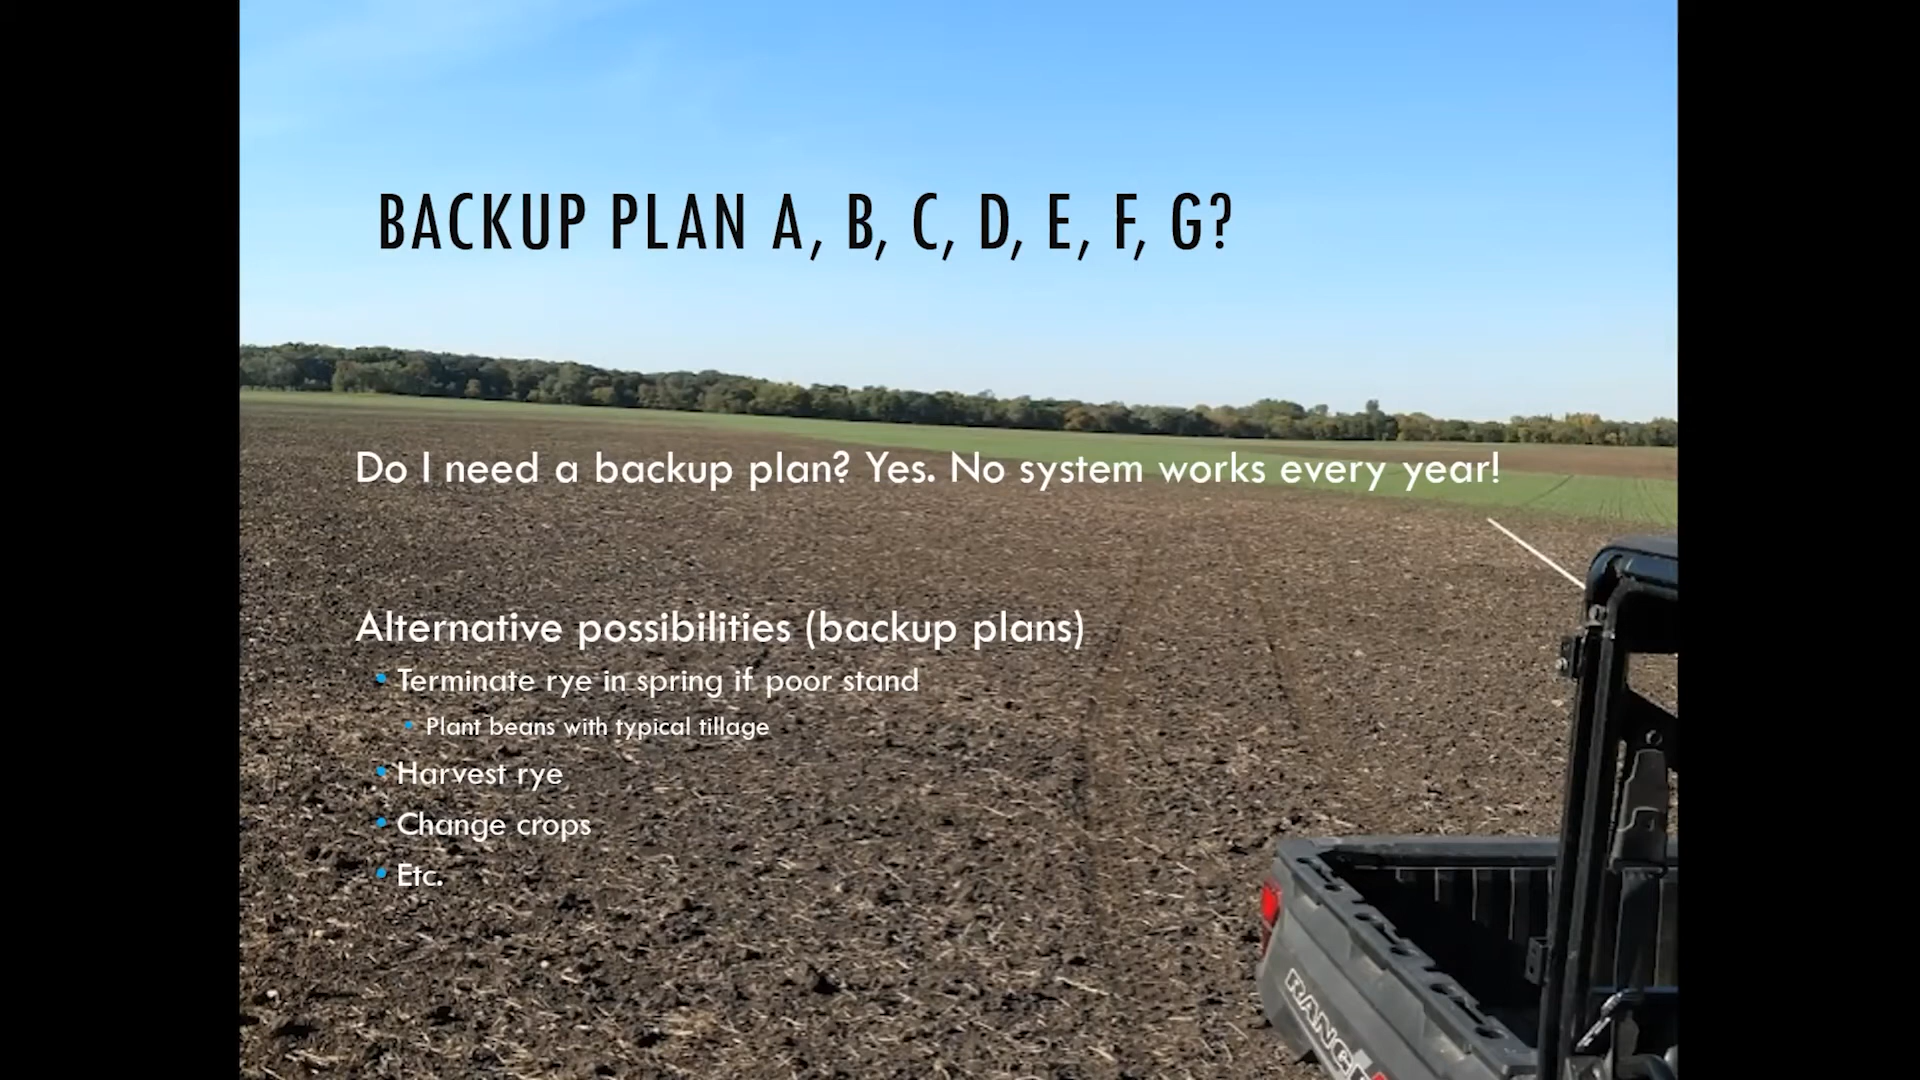 BACKUP PLAN A, B, C, D, E, F, G?
Do I need a backup plan? Yes. No system works every year!
Alternative possibilities (backup plans)
• Terminate rye in spring if poor stand
• Plant beans with typical tillage
• Harvest rye
• Change crops
• Etc.